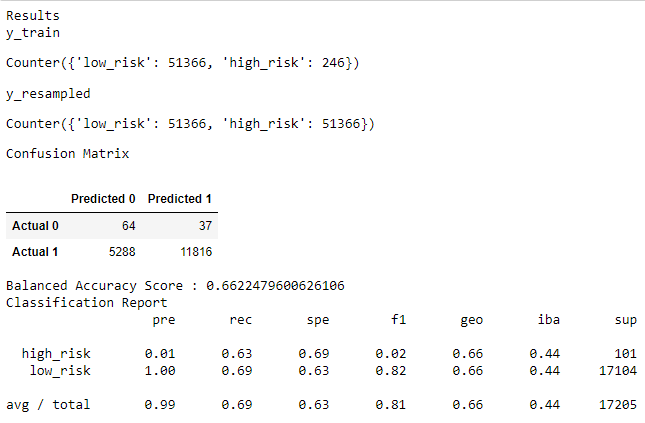 Results
y_train
Counter({'low_risk': 51366, 'high_risk': 246})
y_resampled
Counter({'low_risk': 51366, 'high_risk': 51366})
Confusion Matrix
Predicted 0 Predicted 1
Actual 0 64 37
Actual 1 5288 11816
Balanced Accuracy Score : 0.6622479600626106
Classification Report
pre rec spe f1 geo iba sup
high_risk 0.01 0.63 0.69 0.02 0.66 0.44 101
low_risk 1.00 0.69 0.63 0.82 0.66 0.44 17104
avg / total 0.99 0.69 0.63 0.81 0.66 0.44 17205